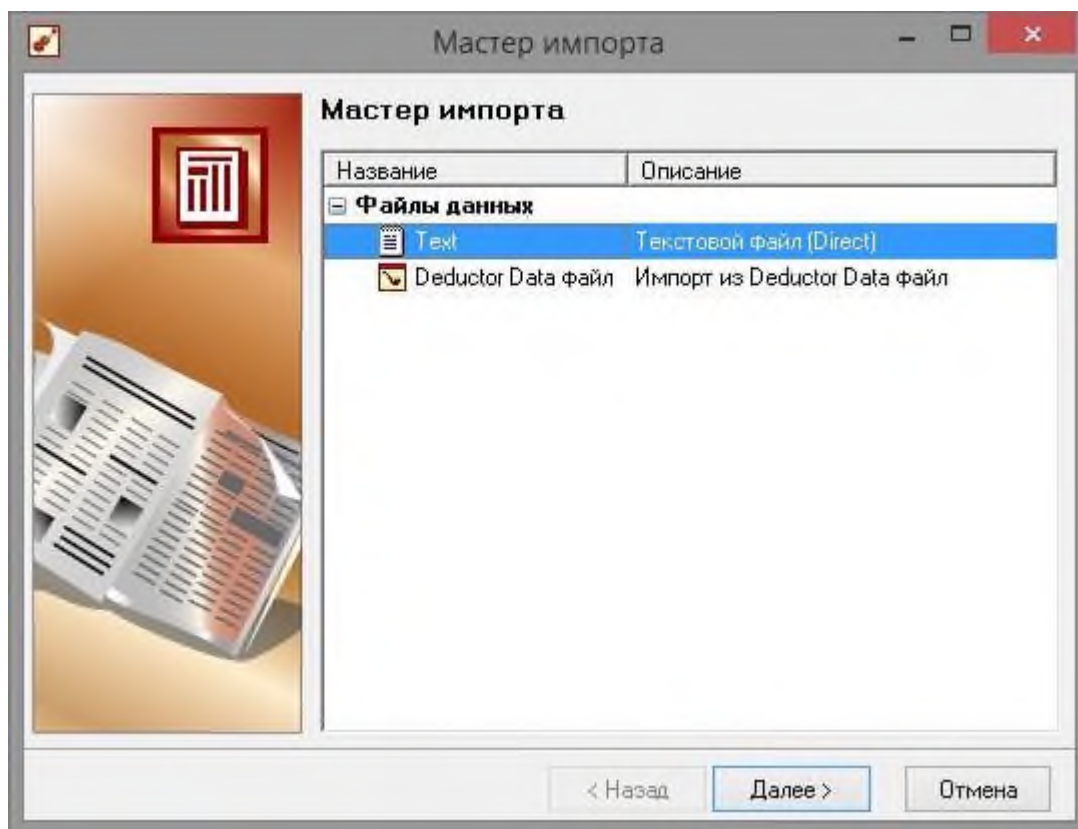 Мастер импорта
Мастер импорта
Название Описание
Файлы данных
Text Текстовой файл (Direct)
Deductor Data файл Импорт из Deductor Data файл
< Назад Далее > Отмена